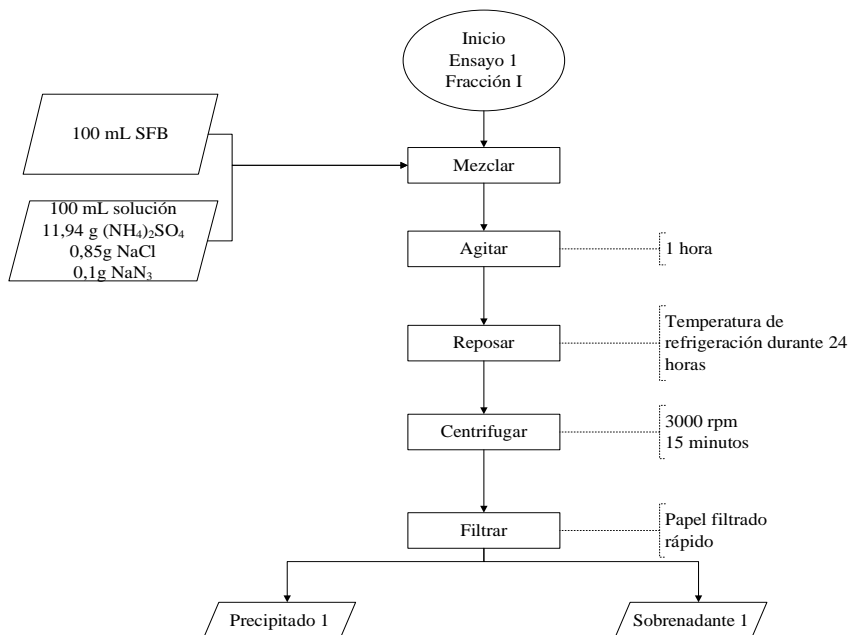 Inicio
Ensayo 1
Fracción I
100 mL SFB
Mezclar
100 mL solución
11,94 g (NH₄)₂SO₄
0,85g NaCl
0,1g NaN₃
Agitar
1 hora
Reposar
Temperatura de
refrigeración durante 24
horas
Centrifugar
3000 rpm
15 minutos
Filtrar
Papel filtrado
rápido
Precipitado 1
Sobrenadante 1